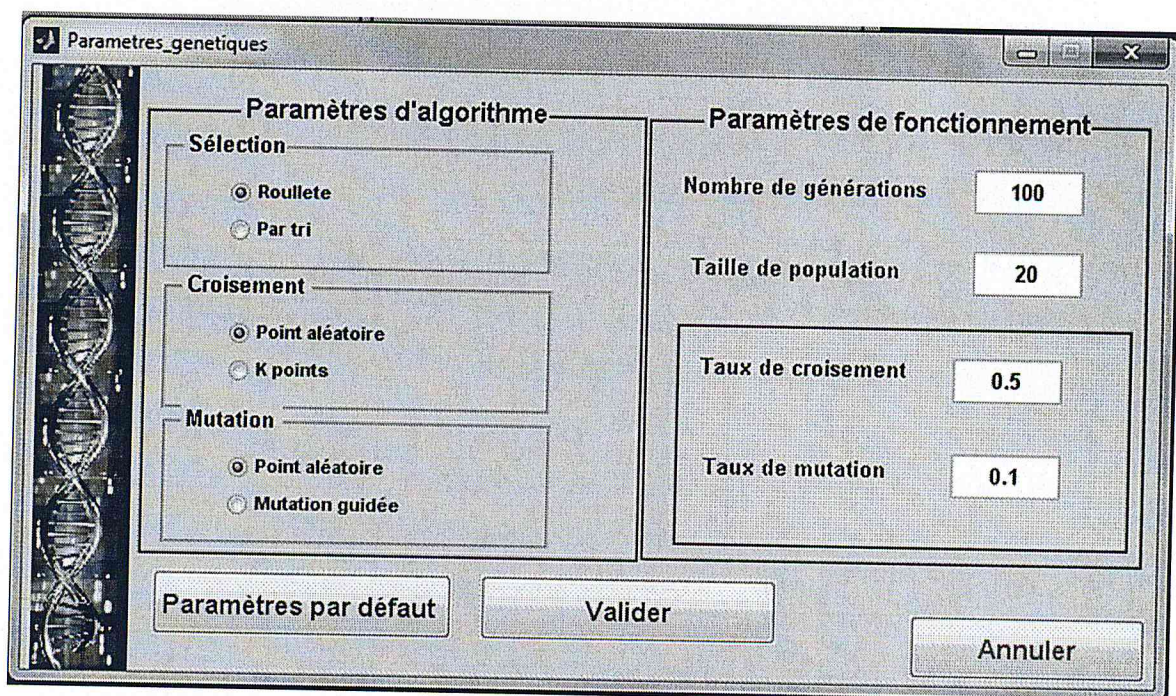 Parametres_genetiques
Paramètres d'algorithme
Sélection
Roullete
Par tri
Croisement
Point aléatoire
K points
Mutation
Point aléatoire
Mutation guidée
Paramètres de fonctionnement
Nombre de générations 100
Taille de population 20
Taux de croisement 0.5
Taux de mutation 0.1
Paramètres par défaut
Valider
Annuler